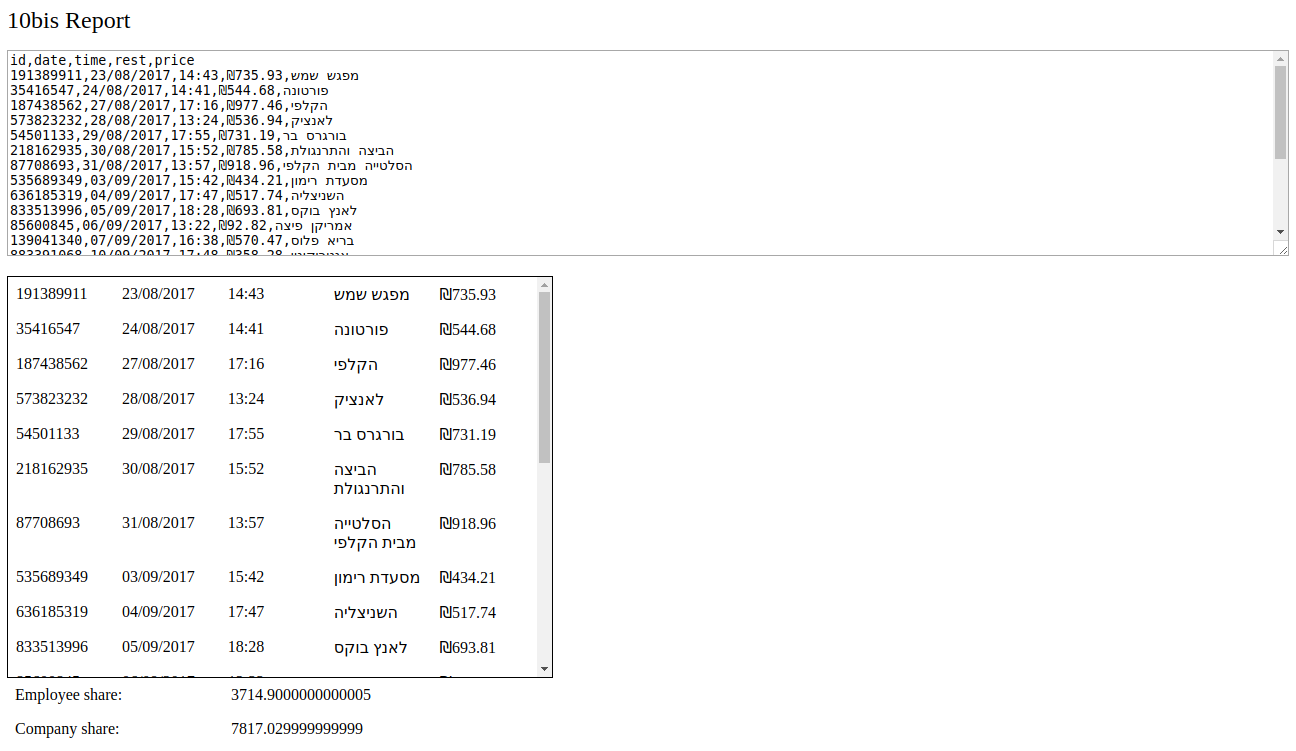 10bis Report
id,date,time,rest,price
191389911,23/08/2017,14:43,מפגש שמש,₪735.93
35416547,24/08/2017,14:41,פורטונה,₪544.68
187438562,27/08/2017,17:16,הקלפי,₪977.46
573823232,28/08/2017,13:24,לאנציק,₪536.94
54501133,29/08/2017,17:55,בורגרס בר,₪731.19
218162935,30/08/2017,15:52,הביצה והתרנגולת,₪785.58
87708693,31/08/2017,13:57,הסלטייה מבית הקלפי,₪918.96
535689349,03/09/2017,15:42,מסעדת רימון,₪434.21
636185319,04/09/2017,17:47,השניצליה,₪517.74
833513996,05/09/2017,18:28,לאנץ בוקס,₪693.81
85600845,06/09/2017,13:22,אמריקן פיצה,₪92.82
139041340,07/09/2017,16:38,בריא פלוס,₪570.47
191389911 23/08/2017 14:43 מפגש שמש ₪735.93
35416547 24/08/2017 14:41 פורטונה ₪544.68
187438562 27/08/2017 17:16 הקלפי ₪977.46
573823232 28/08/2017 13:24 לאנציק ₪536.94
54501133 29/08/2017 17:55 בורגרס בר ₪731.19
218162935 30/08/2017 15:52 הביצה ₪785.58
והתרנגולת
87708693 31/08/2017 13:57 הסלטייה ₪918.96
מבית הקלפי
535689349 03/09/2017 15:42 מסעדת רימון ₪434.21
636185319 04/09/2017 17:47 השניצליה ₪517.74
833513996 05/09/2017 18:28 לאנץ בוקס ₪693.81
Employee share: 3714.9000000000005
Company share: 7817.029999999999